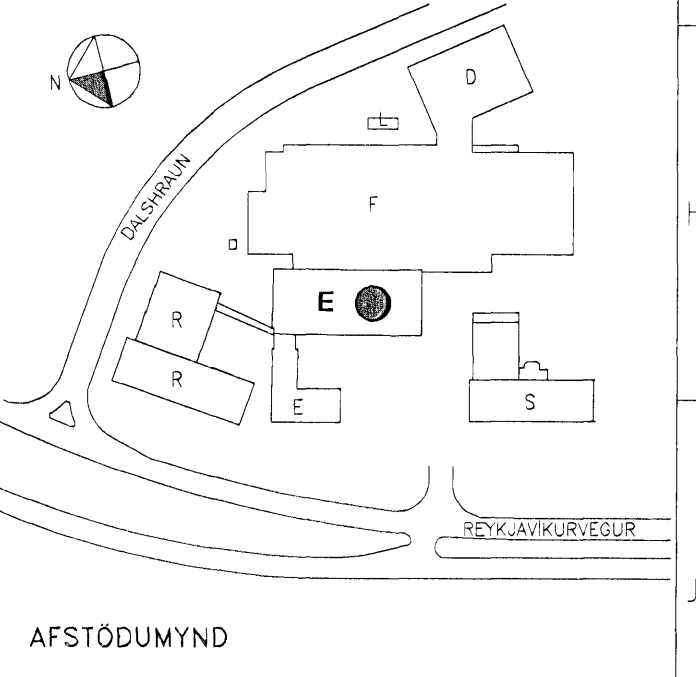 N
D
L
DALSHRAUN
F
H
D
E
R
R
E
S
REYKJAVÍKURVEGUR
J
AFSTÖDUMYND